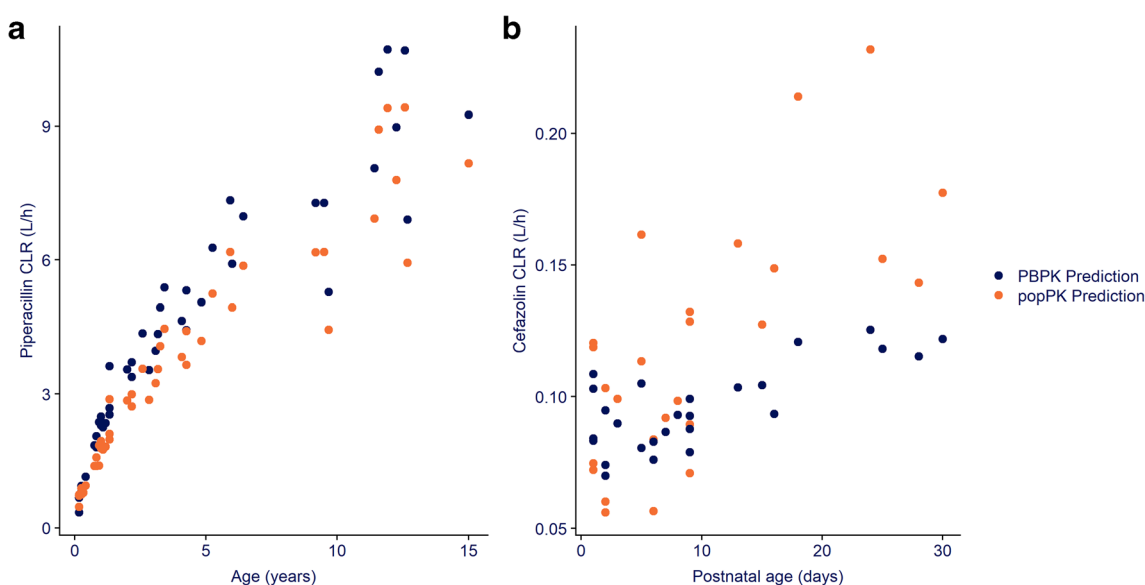 a
b
Piperacillin CLR (L/h)
9
6
3
0
0 5 10 15
Age (years)
Cefazolin CLR (L/h)
0.20
0.15
0.10
0.05
0 10 20 30
Postnatal age (days)
PBPK Prediction
popPK Prediction